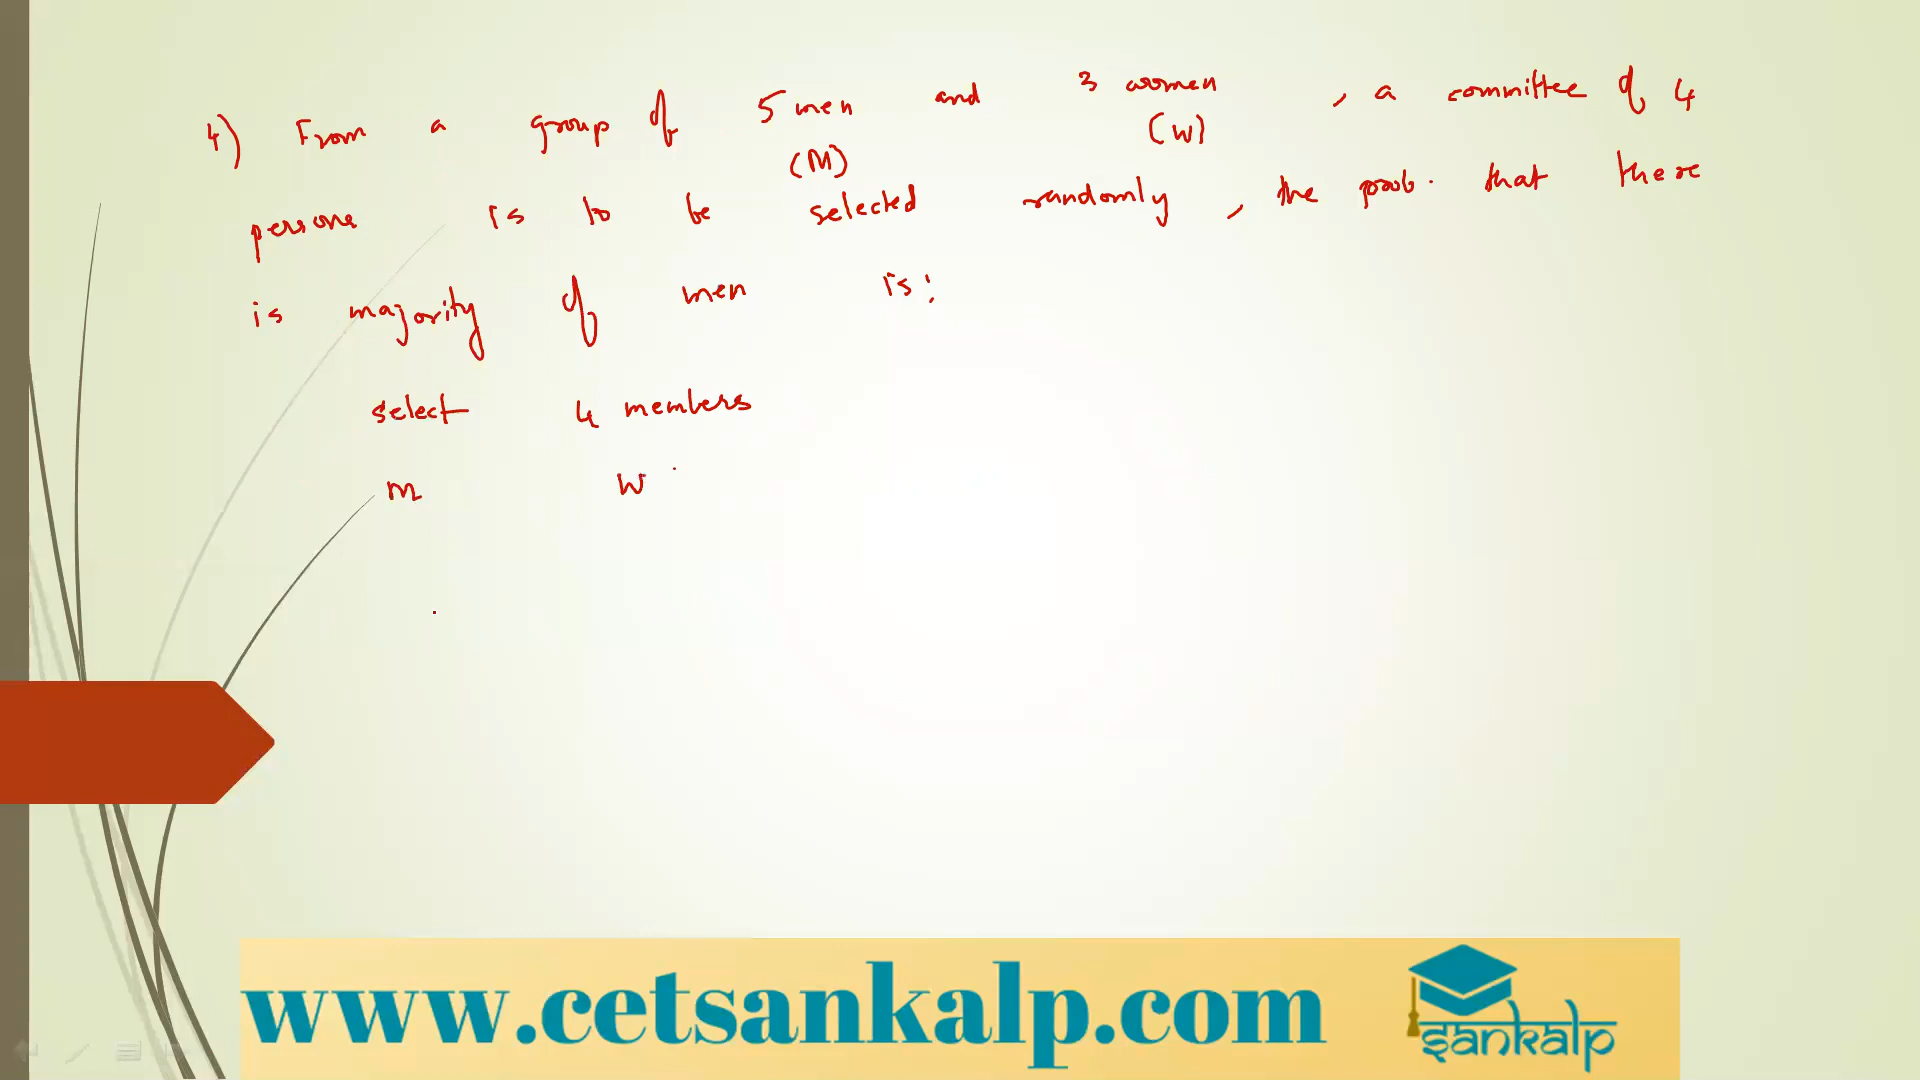 4) From a group of 5 men and 3 women, a committee of 4
(M) (W)
persons is to be selected randomly, the prob. that there
is majority of men is:
select 4 members
M W
www.cetsankalp.com
sankalp